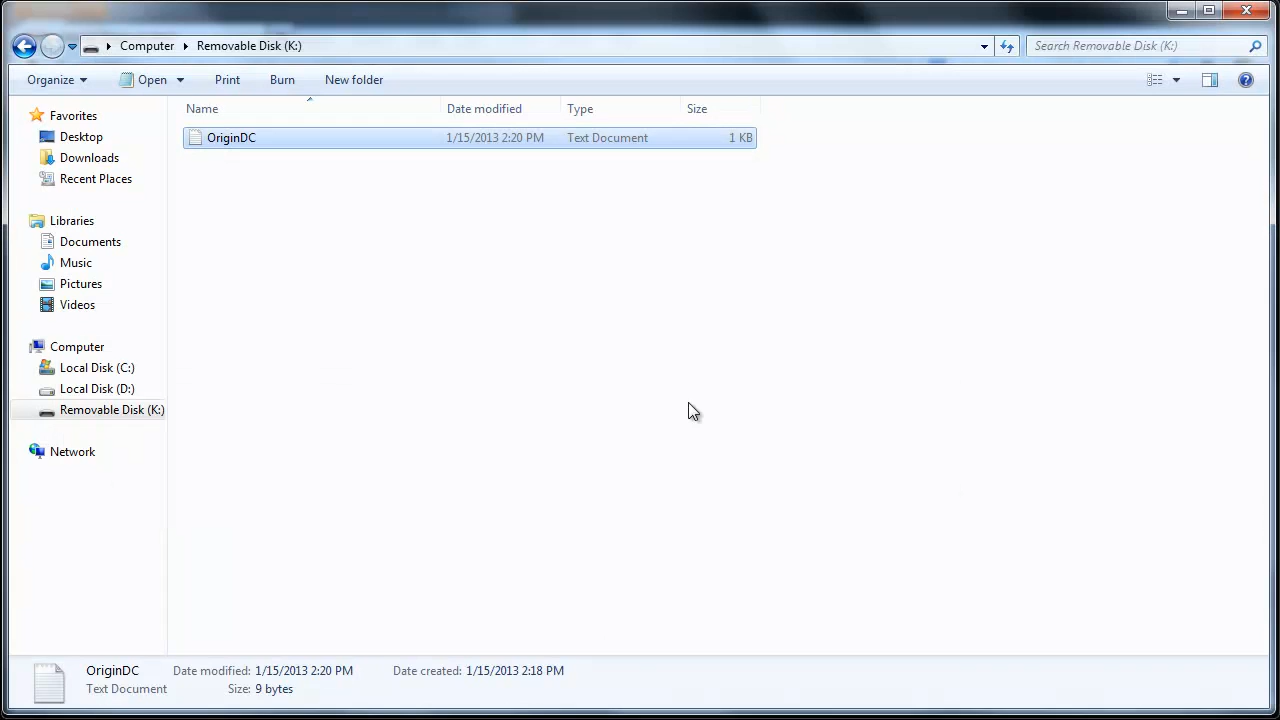 Computer Removable Disk (K:) Search Removable Disk (K:)
Organize Open Print Burn New folder
Name Date modified Type Size
OriginDC 1/15/2013 2:20 PM Text Document 1 KB
Favorites
Desktop
Downloads
Recent Places
Libraries
Documents
Music
Pictures
Videos
Computer
Local Disk (C:)
Local Disk (D:)
Removable Disk (K:)
Network
OriginDC Date modified: 1/15/2013 2:20 PM Date created: 1/15/2013 2:18 PM
Text Document Size: 9 bytes